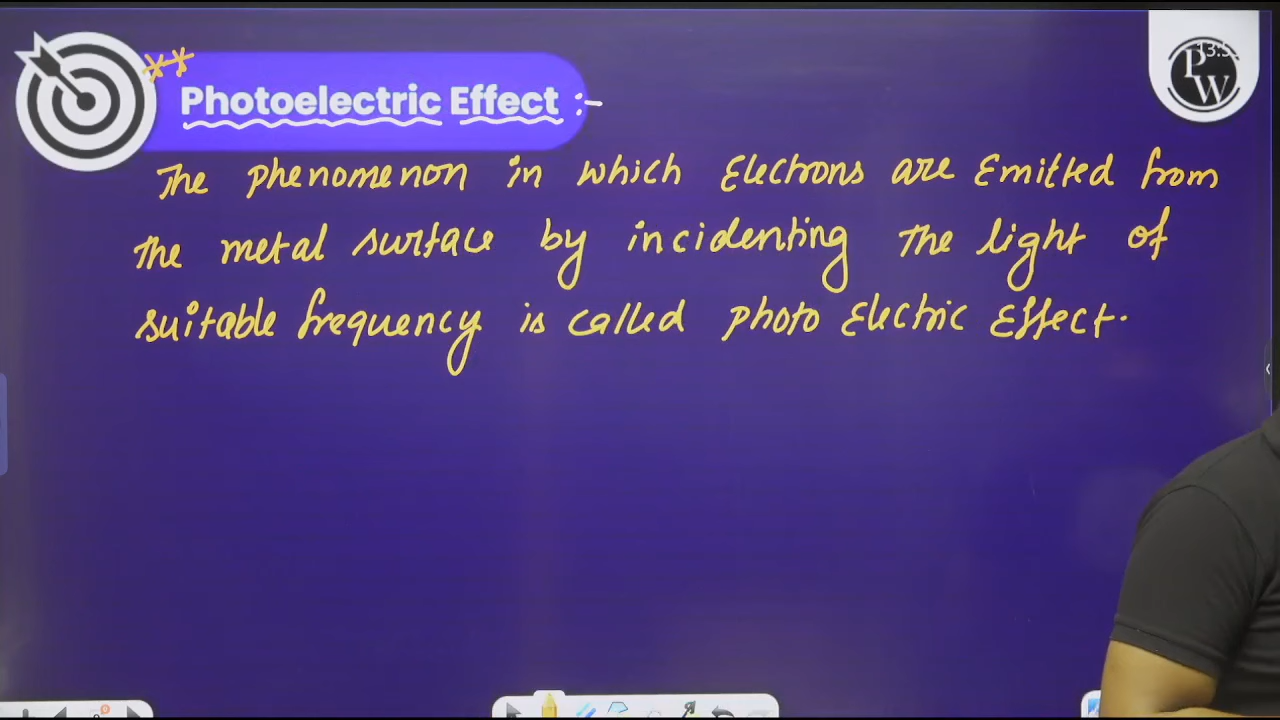 **
Photoelectric Effect :-
The phenomenon in which Electrons are Emitted from
the metal surface by incidenting the light of
suitable frequency is called photo Electric Effect.
PW